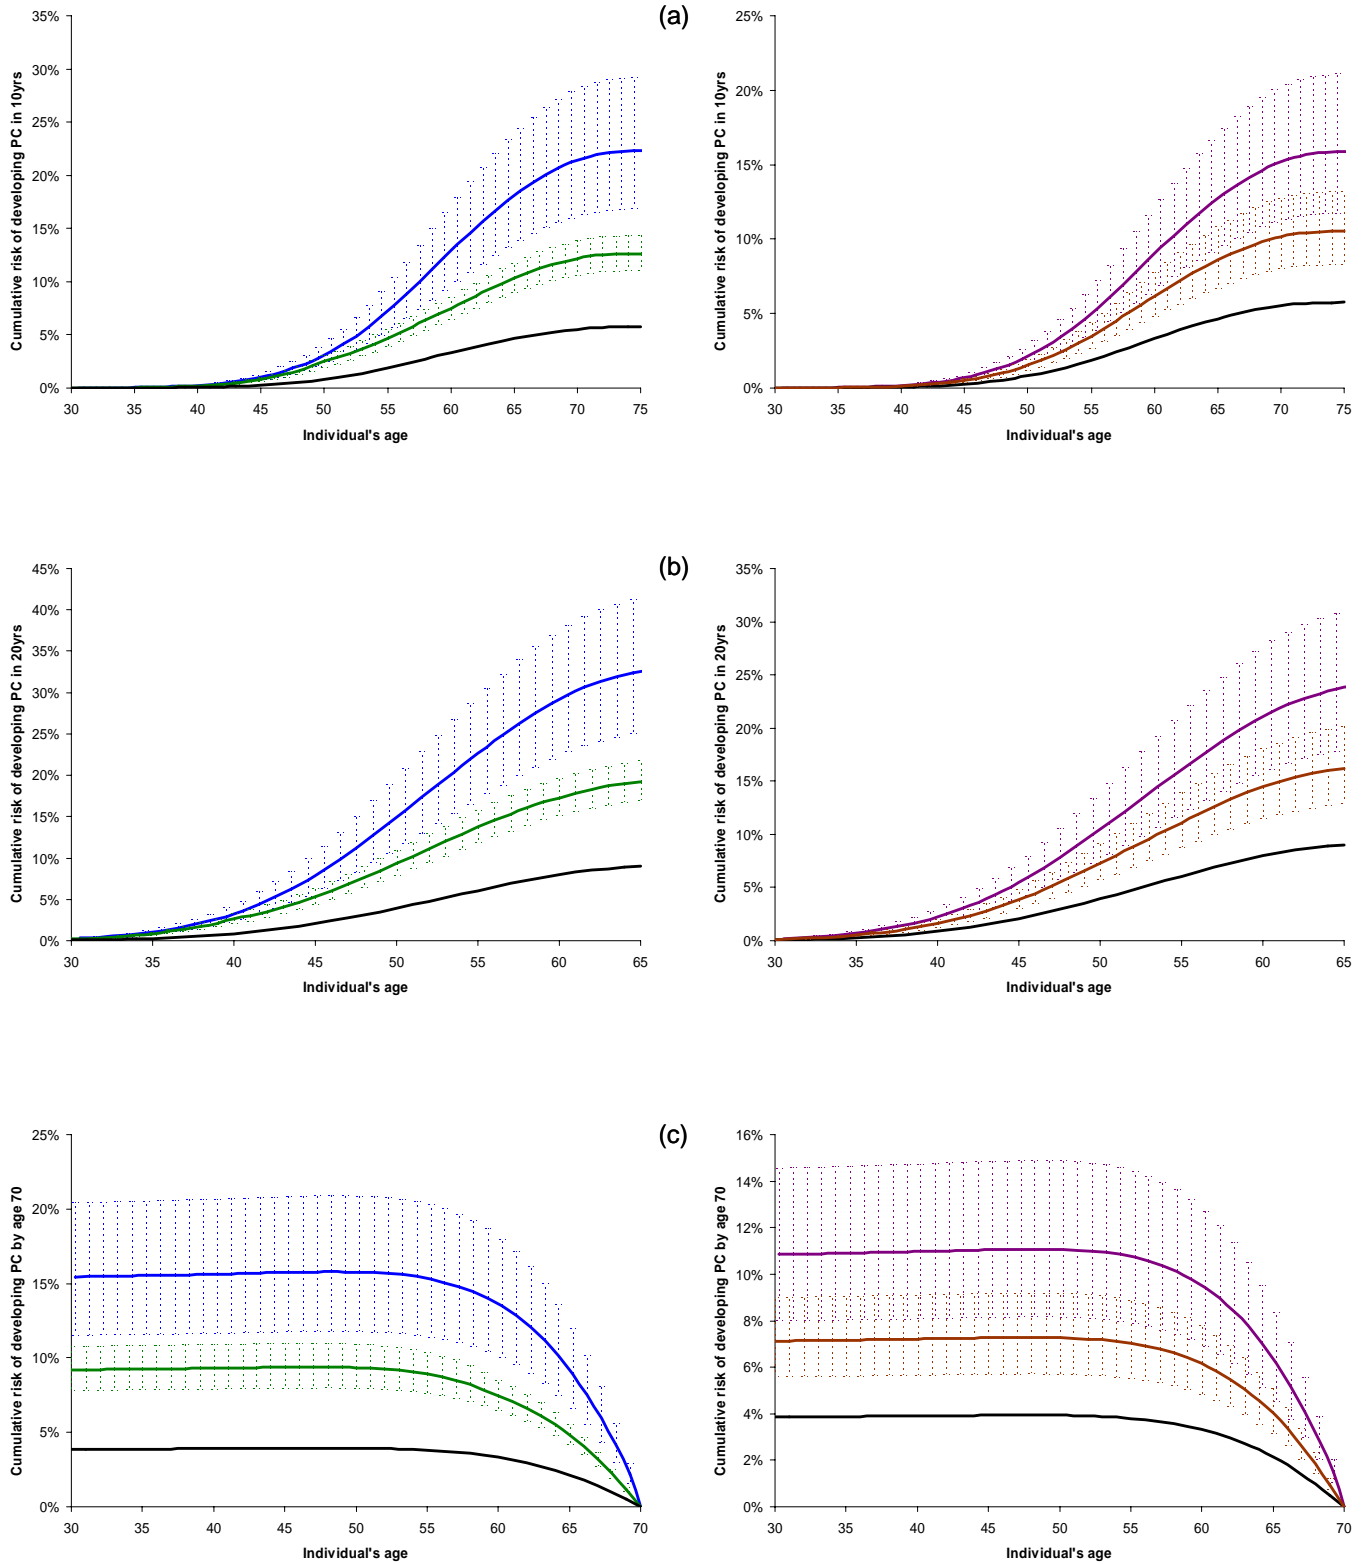 (a)
Cumulative risk of developing PC in 10yrs
35%
30%
25%
20%
15%
10%
5%
0%
30 35 40 45 50 55 60 65 70 75
Individual's age
Cumulative risk of developing PC in 10yrs
25%
20%
15%
10%
5%
0%
30 35 40 45 50 55 60 65 70 75
Individual's age
(b)
Cumulative risk of developing PC in 20yrs
45%
40%
35%
30%
25%
20%
15%
10%
5%
0%
30 35 40 45 50 55 60 65
Individual's age
Cumulative risk of developing PC in 20yrs
35%
30%
25%
20%
15%
10%
5%
0%
30 35 40 45 50 55 60 65
Individual's age
(c)
Cumulative risk of developing PC by age 70
25%
20%
15%
10%
5%
0%
30 35 40 45 50 55 60 65 70
Individual's age
Cumulative risk of developing PC by age 70
16%
14%
12%
10%
8%
6%
4%
2%
0%
30 35 40 45 50 55 60 65 70
Individual's age